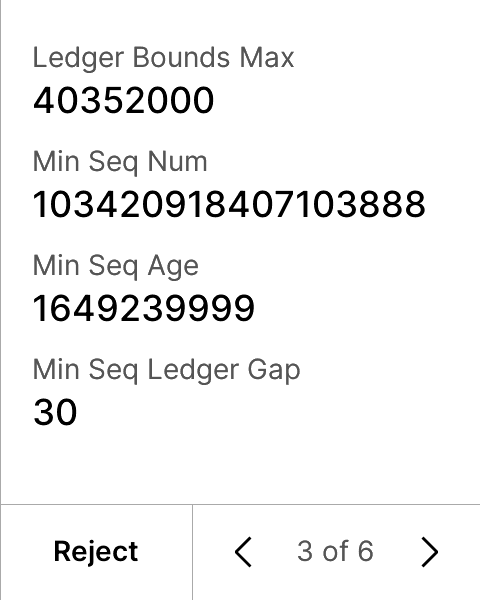 Ledger Bounds Max
40352000
Min Seq Num
103420918407103888
Min Seq Age
1649239999
Min Seq Ledger Gap
30
Reject
3 of 6